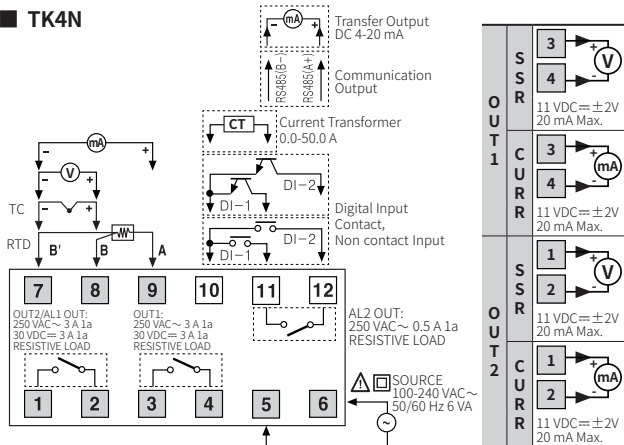 ■ TK4N
mA
- +
Transfer Output
DC 4-20 mA
RS485(B-)
RS485(A+)
Communication
Output
CT
Current Transformer
0.0-50.0 A
DI-2
DI-1
DI-2
DI-1
Digital Input
Contact,
Non contact Input
mA
- +
V
- +
TC
- +
RTD
B' B A
7 8 9 10 11 12
OUT2/AL1 OUT:
250 VAC~ 3 A 1a
30 VDC⎓ 3 A 1a
RESISTIVE LOAD
OUT1:
250 VAC~ 3 A 1a
30 VDC⎓ 3 A 1a
RESISTIVE LOAD
AL2 OUT:
250 VAC~ 0.5 A 1a
RESISTIVE LOAD
1 2 3 4 5 6
SOURCE
100-240 VAC~
50/60 Hz 6 VA
~
OUT1
SSR
3
4
+
-
V
11 VDC⎓ ±2V
20 mA Max.
CURR
3
4
+
-
mA
11 VDC⎓ ±2V
20 mA Max.
OUT2
SSR
1
2
+
-
V
11 VDC⎓ ±2V
20 mA Max.
CURR
1
2
+
-
mA
11 VDC⎓ ±2V
20 mA Max.